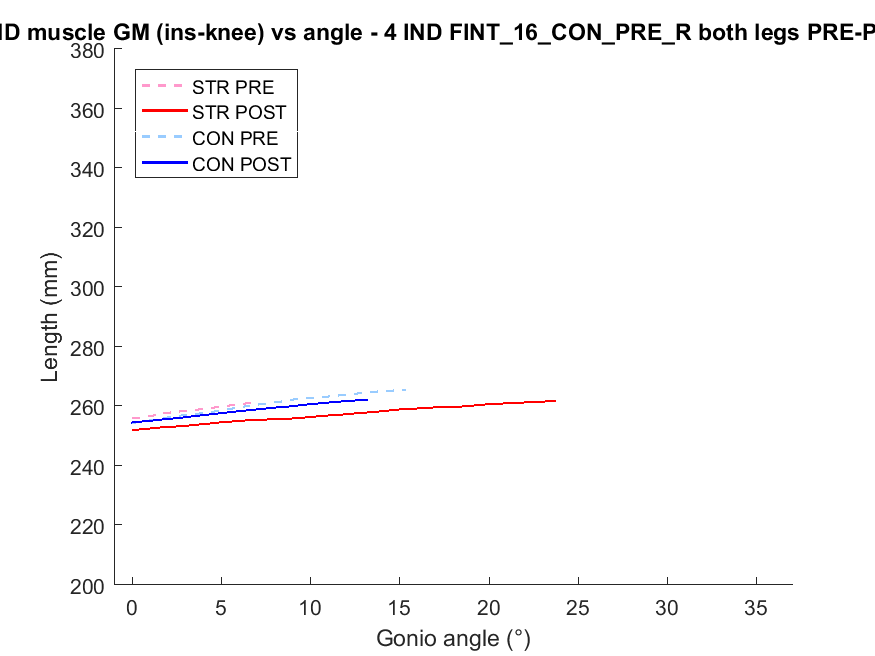 ND muscle GM (ins-knee) vs angle - 4 IND FINT_16_CON_PRE_R both legs PRE-P
380
360
340
320
300
280
260
240
220
200
Length (mm)
STR PRE
STR POST
CON PRE
CON POST
0 5 10 15 20 25 30 35
Gonio angle (°)